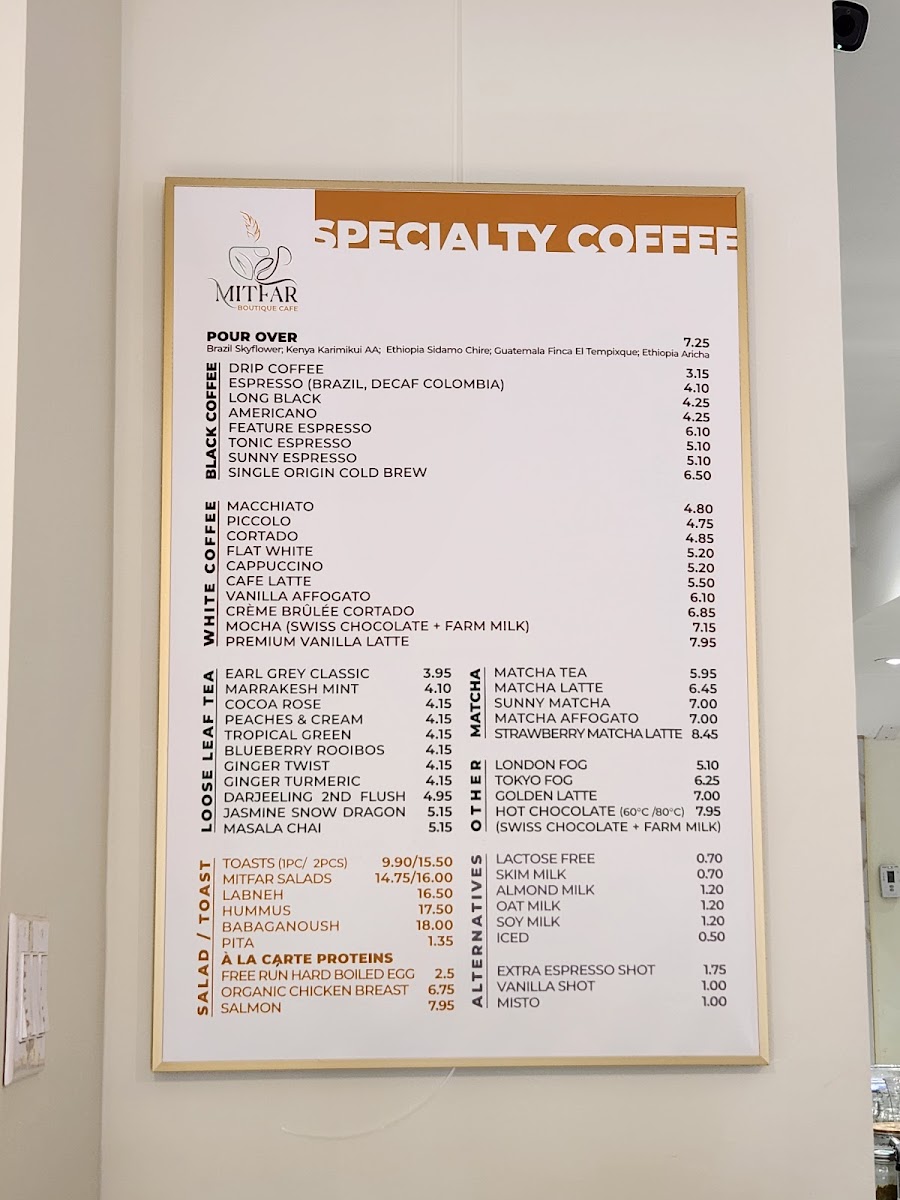 SPECIALTY COFFEE
MITFAR
BOUTIQUE CAFE
POUR OVER 7.25
Brazil Skyflower; Kenya Karimikui AA; Ethiopia Sidamo Chire; Guatemala Finca El Tempixque; Ethiopia Aricha
BLACK COFFEE
DRIP COFFEE 3.15
ESPRESSO (BRAZIL, DECAF COLOMBIA) 4.10
LONG BLACK 4.25
AMERICANO 4.25
FEATURE ESPRESSO 6.10
TONIC ESPRESSO 5.10
SUNNY ESPRESSO 5.10
SINGLE ORIGIN COLD BREW 6.50
WHITE COFFEE
MACCHIATO 4.80
PICCOLO 4.75
CORTADO 4.85
FLAT WHITE 5.20
CAPPUCCINO 5.20
CAFE LATTE 5.50
VANILLA AFFOGATO 6.10
CRÈME BRÛLÉE CORTADO 6.85
MOCHA (SWISS CHOCOLATE + FARM MILK) 7.15
PREMIUM VANILLA LATTE 7.95
LOOSE LEAF TEA
EARL GREY CLASSIC 3.95
MARRAKESH MINT 4.10
COCOA ROSE 4.15
PEACHES & CREAM 4.15
TROPICAL GREEN 4.15
BLUEBERRY ROOIBOS 4.15
GINGER TWIST 4.15
GINGER TURMERIC 4.15
DARJEELING 2ND FLUSH 4.95
JASMINE SNOW DRAGON 5.15
MASALA CHAI 5.15
MATCHA
MATCHA TEA 5.95
MATCHA LATTE 6.45
SUNNY MATCHA 7.00
MATCHA AFFOGATO 7.00
STRAWBERRY MATCHA LATTE 8.45
OTHER
LONDON FOG 5.10
TOKYO FOG 6.25
GOLDEN LATTE 7.00
HOT CHOCOLATE (60°C /80°C) 7.95
(SWISS CHOCOLATE + FARM MILK)
SALAD / TOAST
TOASTS (1PC/ 2PCS) 9.90/15.50
MITFAR SALADS 14.75/16.00
LABNEH 16.50
HUMMUS 17.50
BABAGANOUSH 18.00
PITA 1.35
À LA CARTE PROTEINS
FREE RUN HARD BOILED EGG 2.5
ORGANIC CHICKEN BREAST 6.75
SALMON 7.95
ALTERNATIVES
LACTOSE FREE 0.70
SKIM MILK 0.70
ALMOND MILK 1.20
OAT MILK 1.20
SOY MILK 1.20
ICED 0.50
EXTRA ESPRESSO SHOT 1.75
VANILLA SHOT 1.00
MISTO 1.00